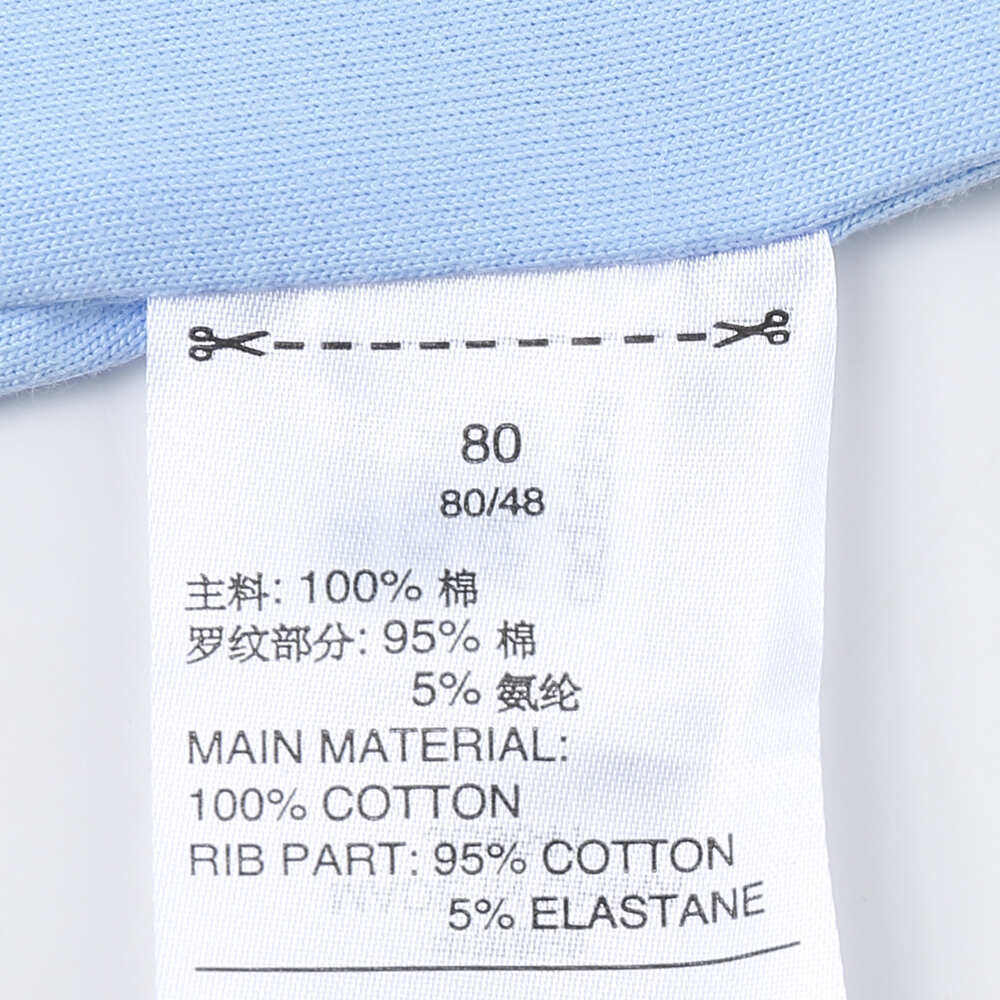 80
80/48
主料: 100% 棉
罗纹部分: 95% 棉
5% 氨纶
MAIN MATERIAL:
100% COTTON
RIB PART: 95% COTTON
5% ELASTANE